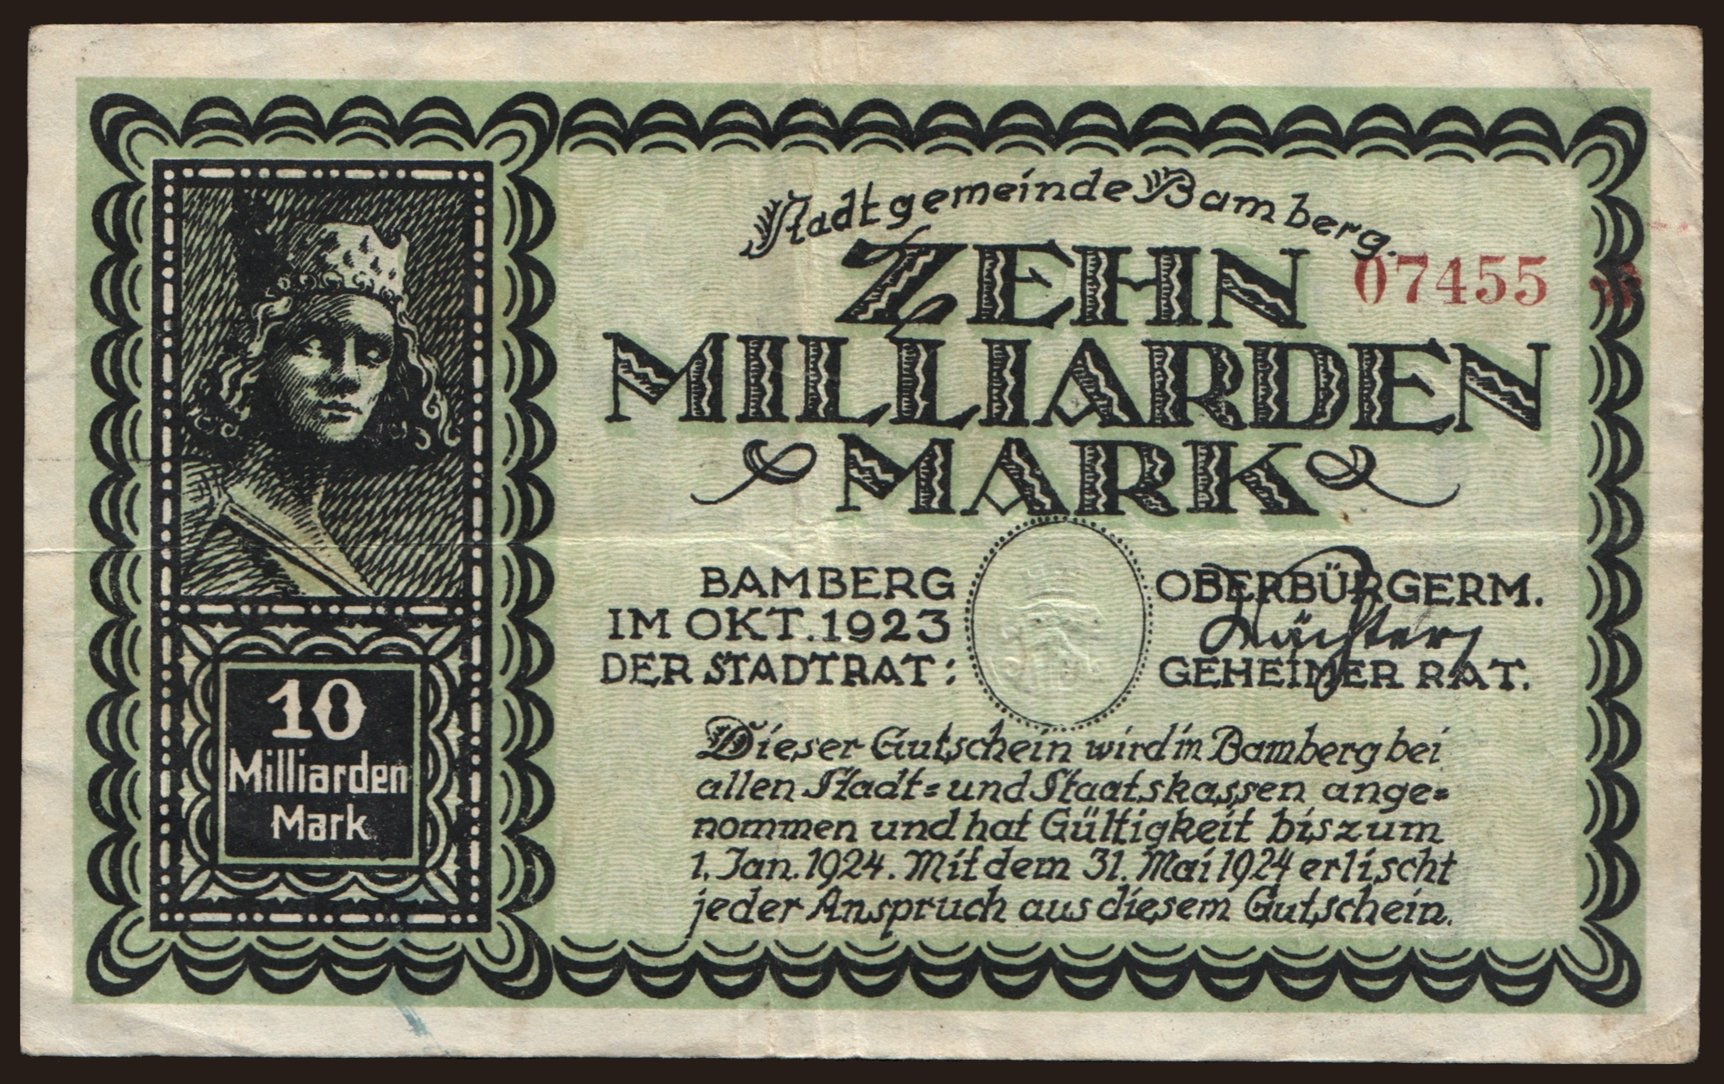 Stadtgemeinde Bamberg.
ZEHN
07455
MILLIARDEN
MARK
BAMBERG
IM OKT. 1923
DER STADTRAT:
OBERBÜRGERM.
Wächter
GEHEIMER RAT.
10
Milliarden
Mark
Dieser Gutschein wird in Bamberg bei
allen Stadt= und Staatskassen ange=
nommen und hat Gültigkeit bis zum
1. Jan. 1924. Mit dem 31. Mai 1924 erlischt
jeder Anspruch aus diesem Gutschein.